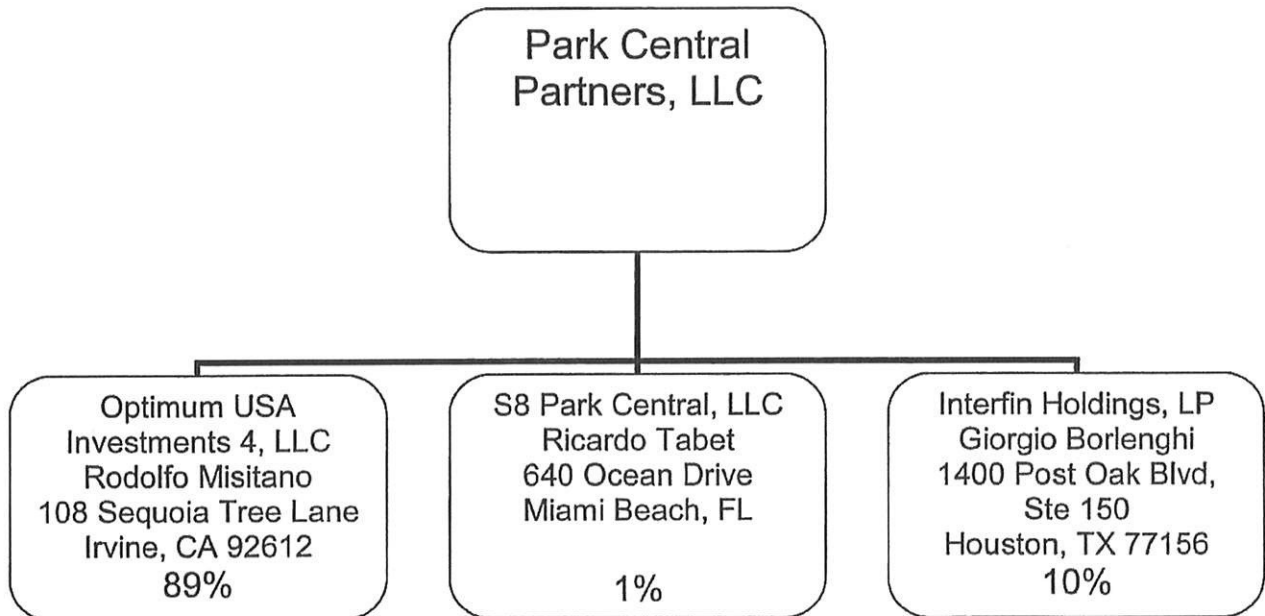 Park Central
Partners, LLC
Optimum USA
Investments 4, LLC
Rodolfo Misitano
108 Sequoia Tree Lane
Irvine, CA 92612
89%
S8 Park Central, LLC
Ricardo Tabet
640 Ocean Drive
Miami Beach, FL
1%
Interfin Holdings, LP
Giorgio Borlenghi
1400 Post Oak Blvd,
Ste 150
Houston, TX 77156
10%